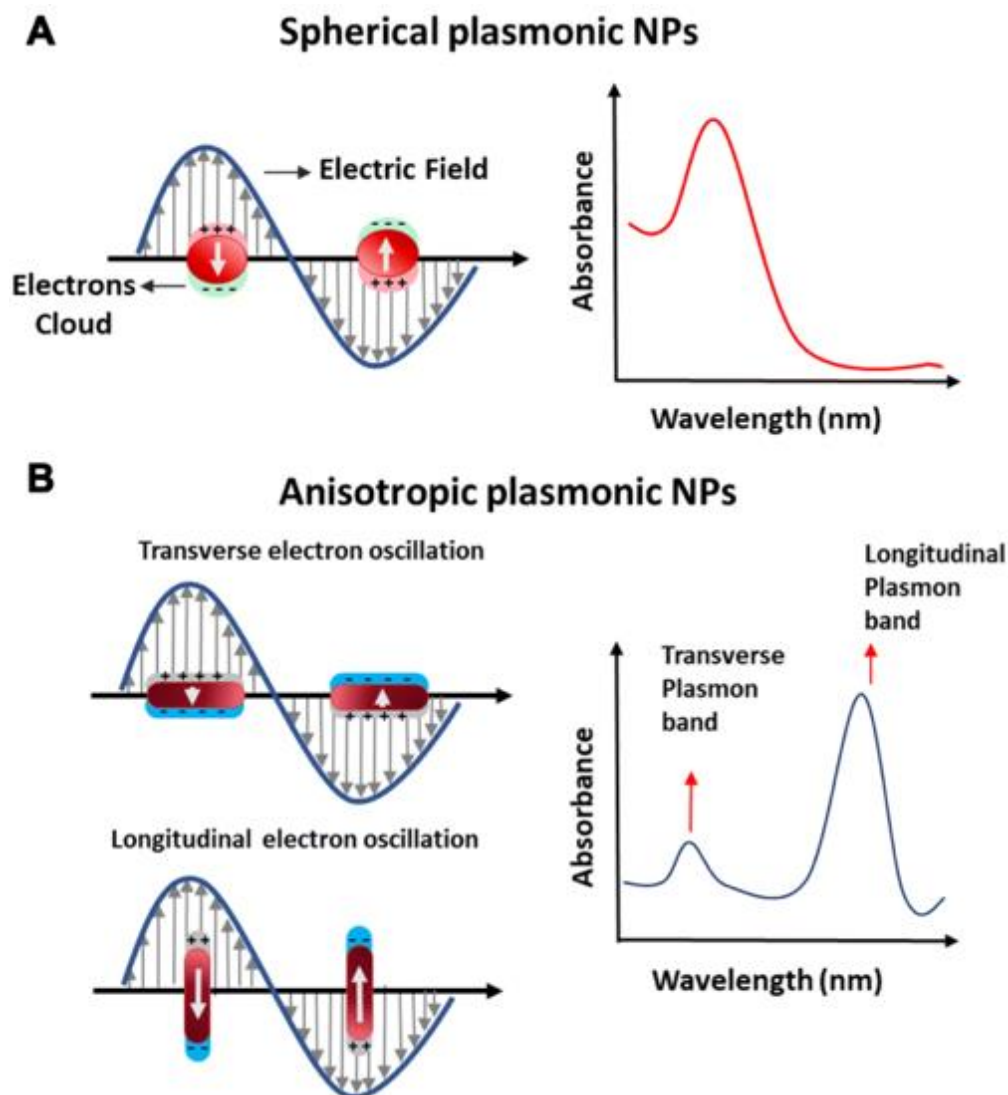 A
Spherical plasmonic NPs
Electric Field
+++
- - -
- - -
+++
Electrons
Cloud
Absorbance
Wavelength (nm)
B
Anisotropic plasmonic NPs
Transverse electron oscillation
+ + + +
- - - - -
- - - - -
+ + + +
Longitudinal electron oscillation
++
- -
- -
++
Longitudinal
Plasmon
band
Transverse
Plasmon
band
Absorbance
Wavelength (nm)